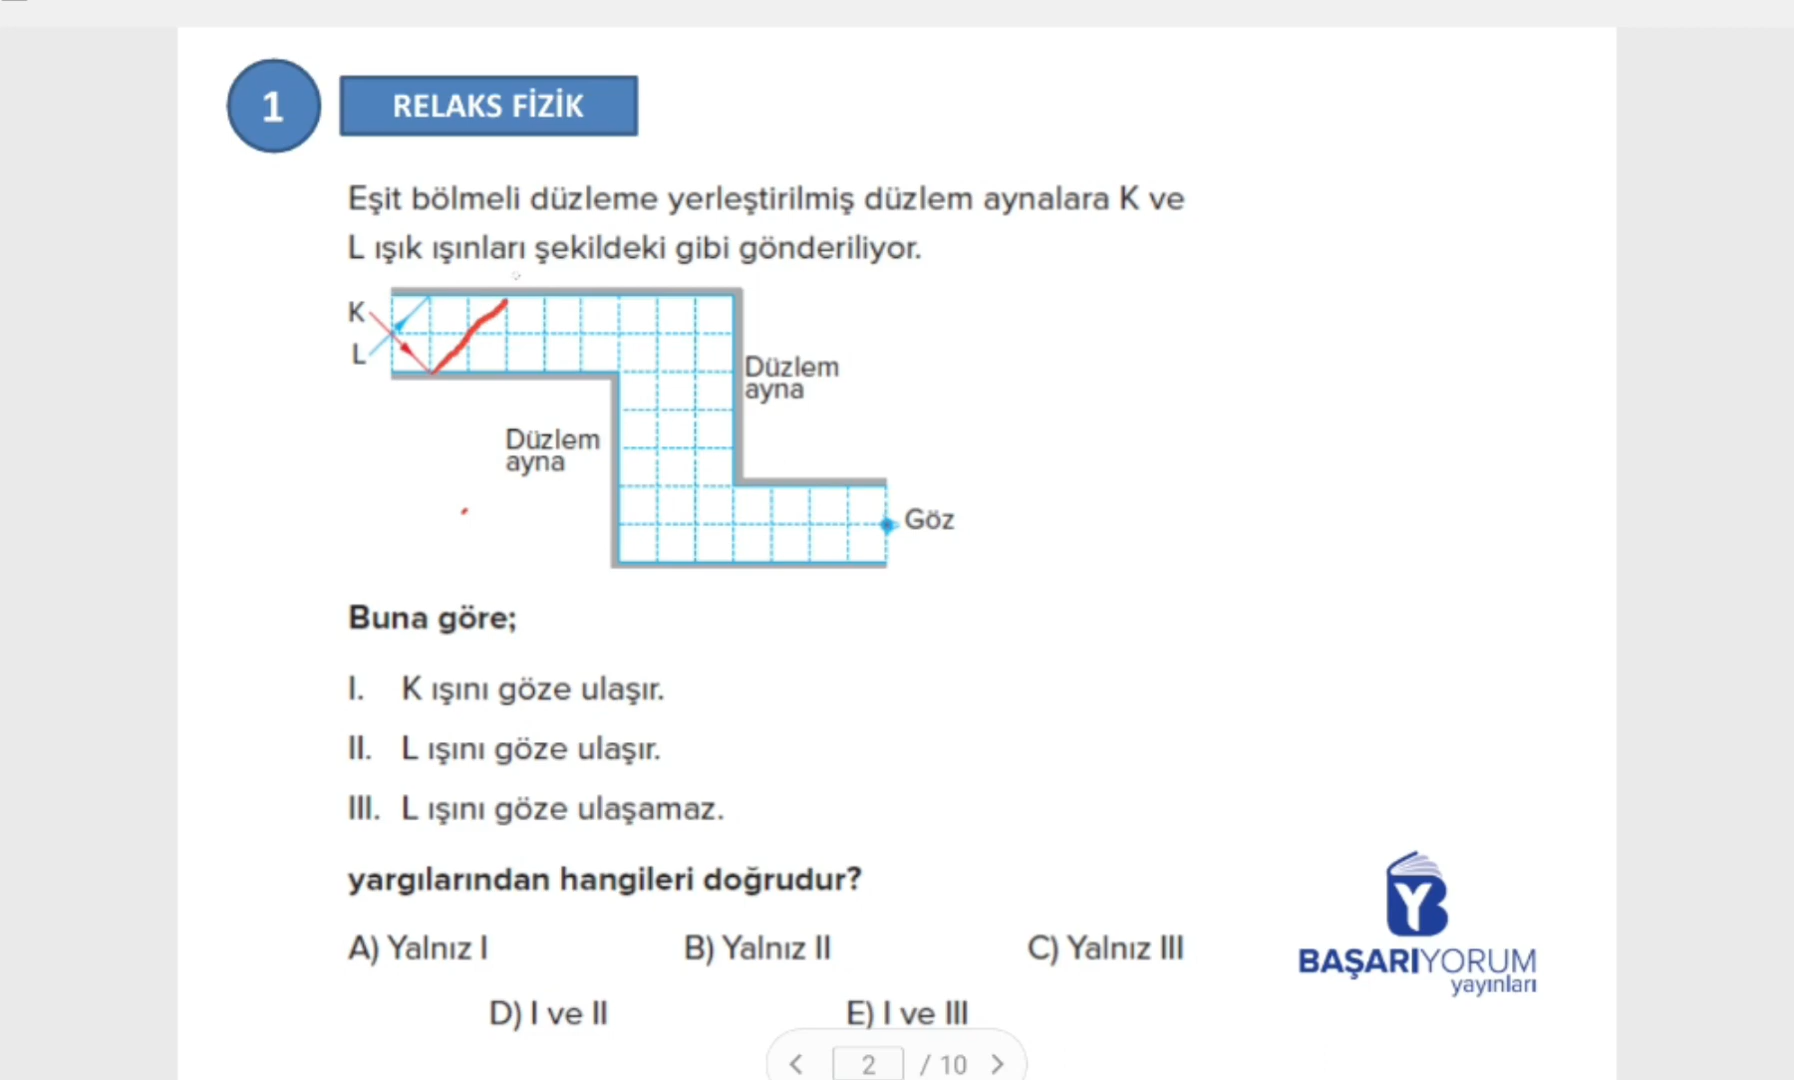 1
RELAKS FİZİK
Eşit bölmeli düzleme yerleştirilmiş düzlem aynalara K ve
L ışık ışınları şekildeki gibi gönderiliyor.
K
L
Düzlem
ayna
Düzlem
ayna
Göz
Buna göre;
I. K ışını göze ulaşır.
II. L ışını göze ulaşır.
III. L ışını göze ulaşamaz.
yargılarından hangileri doğrudur?
A) Yalnız I B) Yalnız II C) Yalnız III
D) I ve II E) I ve III
BAŞARIYORUM
yayınları
2 / 10